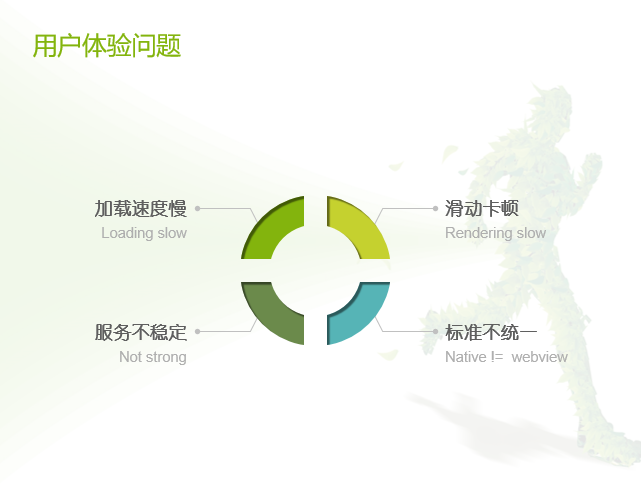 用户体验问题
加载速度慢
Loading slow
滑动卡顿
Rendering slow
服务不稳定
Not strong
标准不统一
Native !=  webview